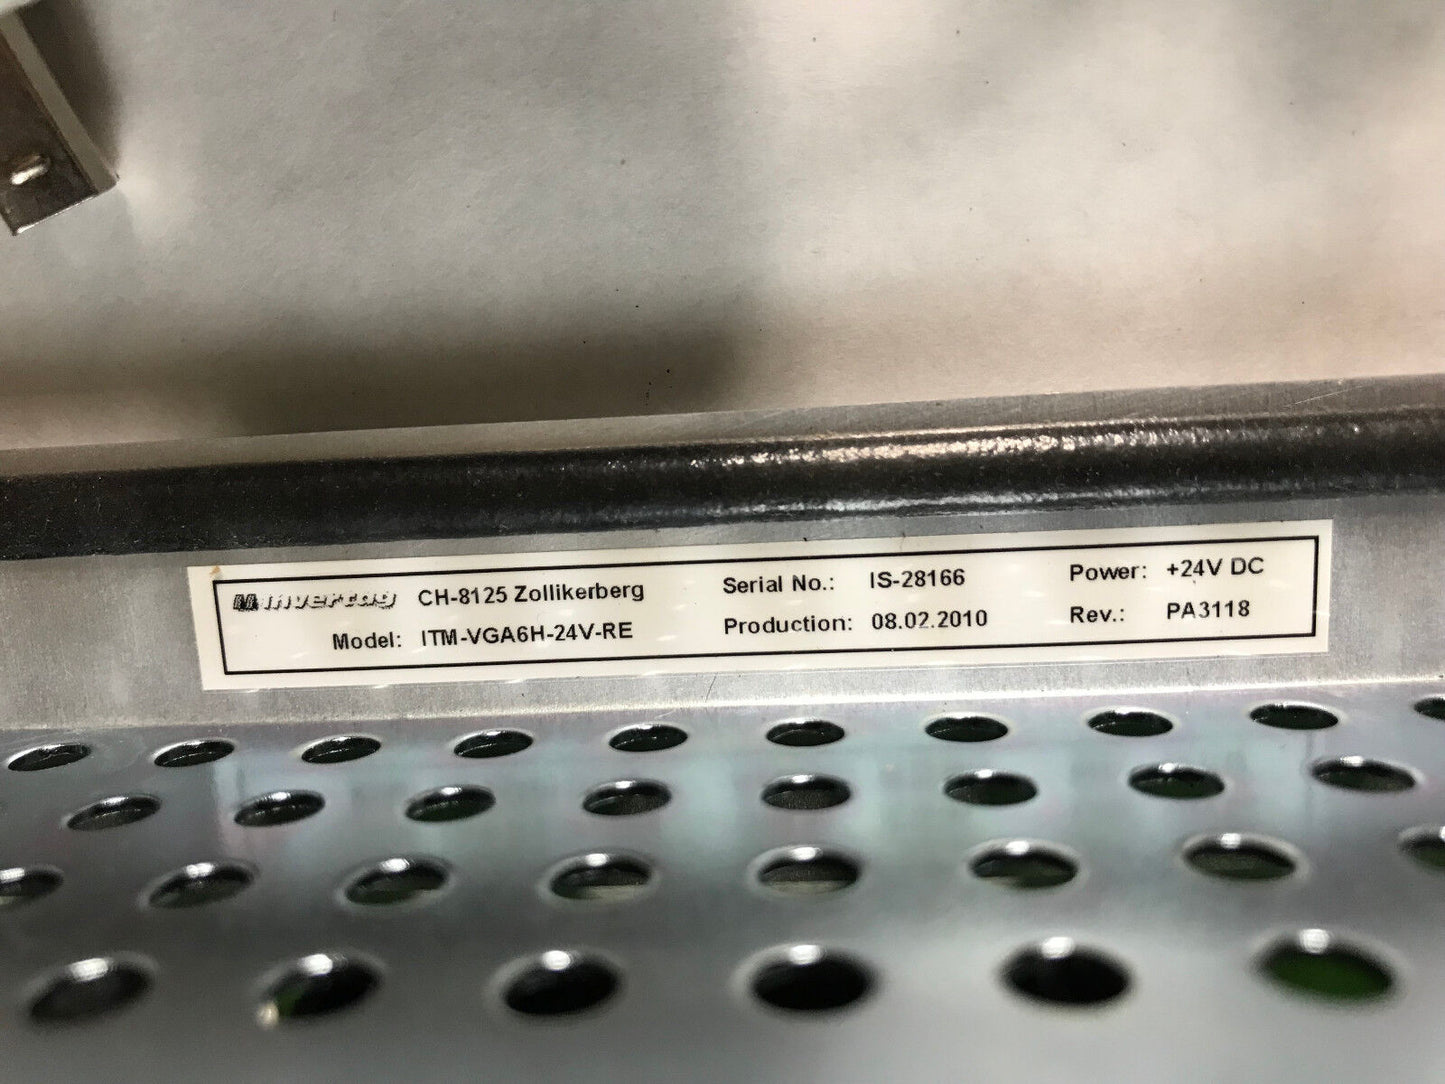 invertag CH-8125 Zollikerberg Serial No.: IS-28166 Power: +24V DC
Model: ITM-VGA6H-24V-RE Production: 08.02.2010 Rev.: PA3118